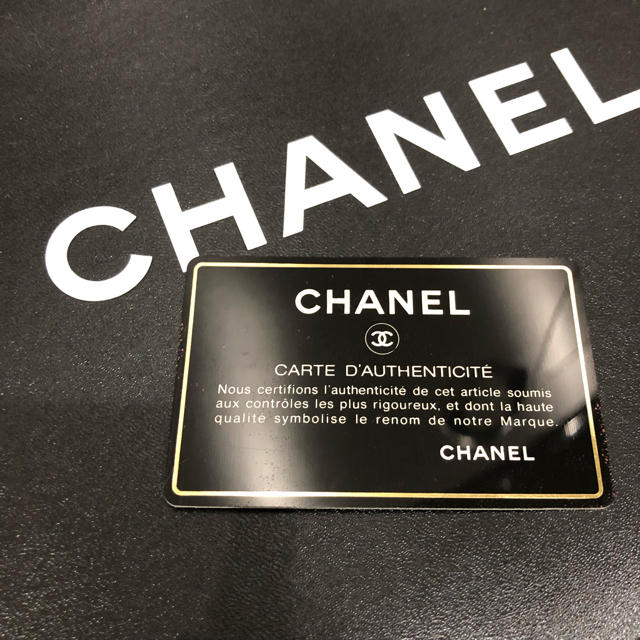 CHANEL
CHANEL
CARTE D'AUTHENTICITÉ
Nous certifions l'authenticité de cet article soumis
aux contrôles les plus rigoureux, et dont la haute
qualité symbolise le renom de notre Marque.
CHANEL